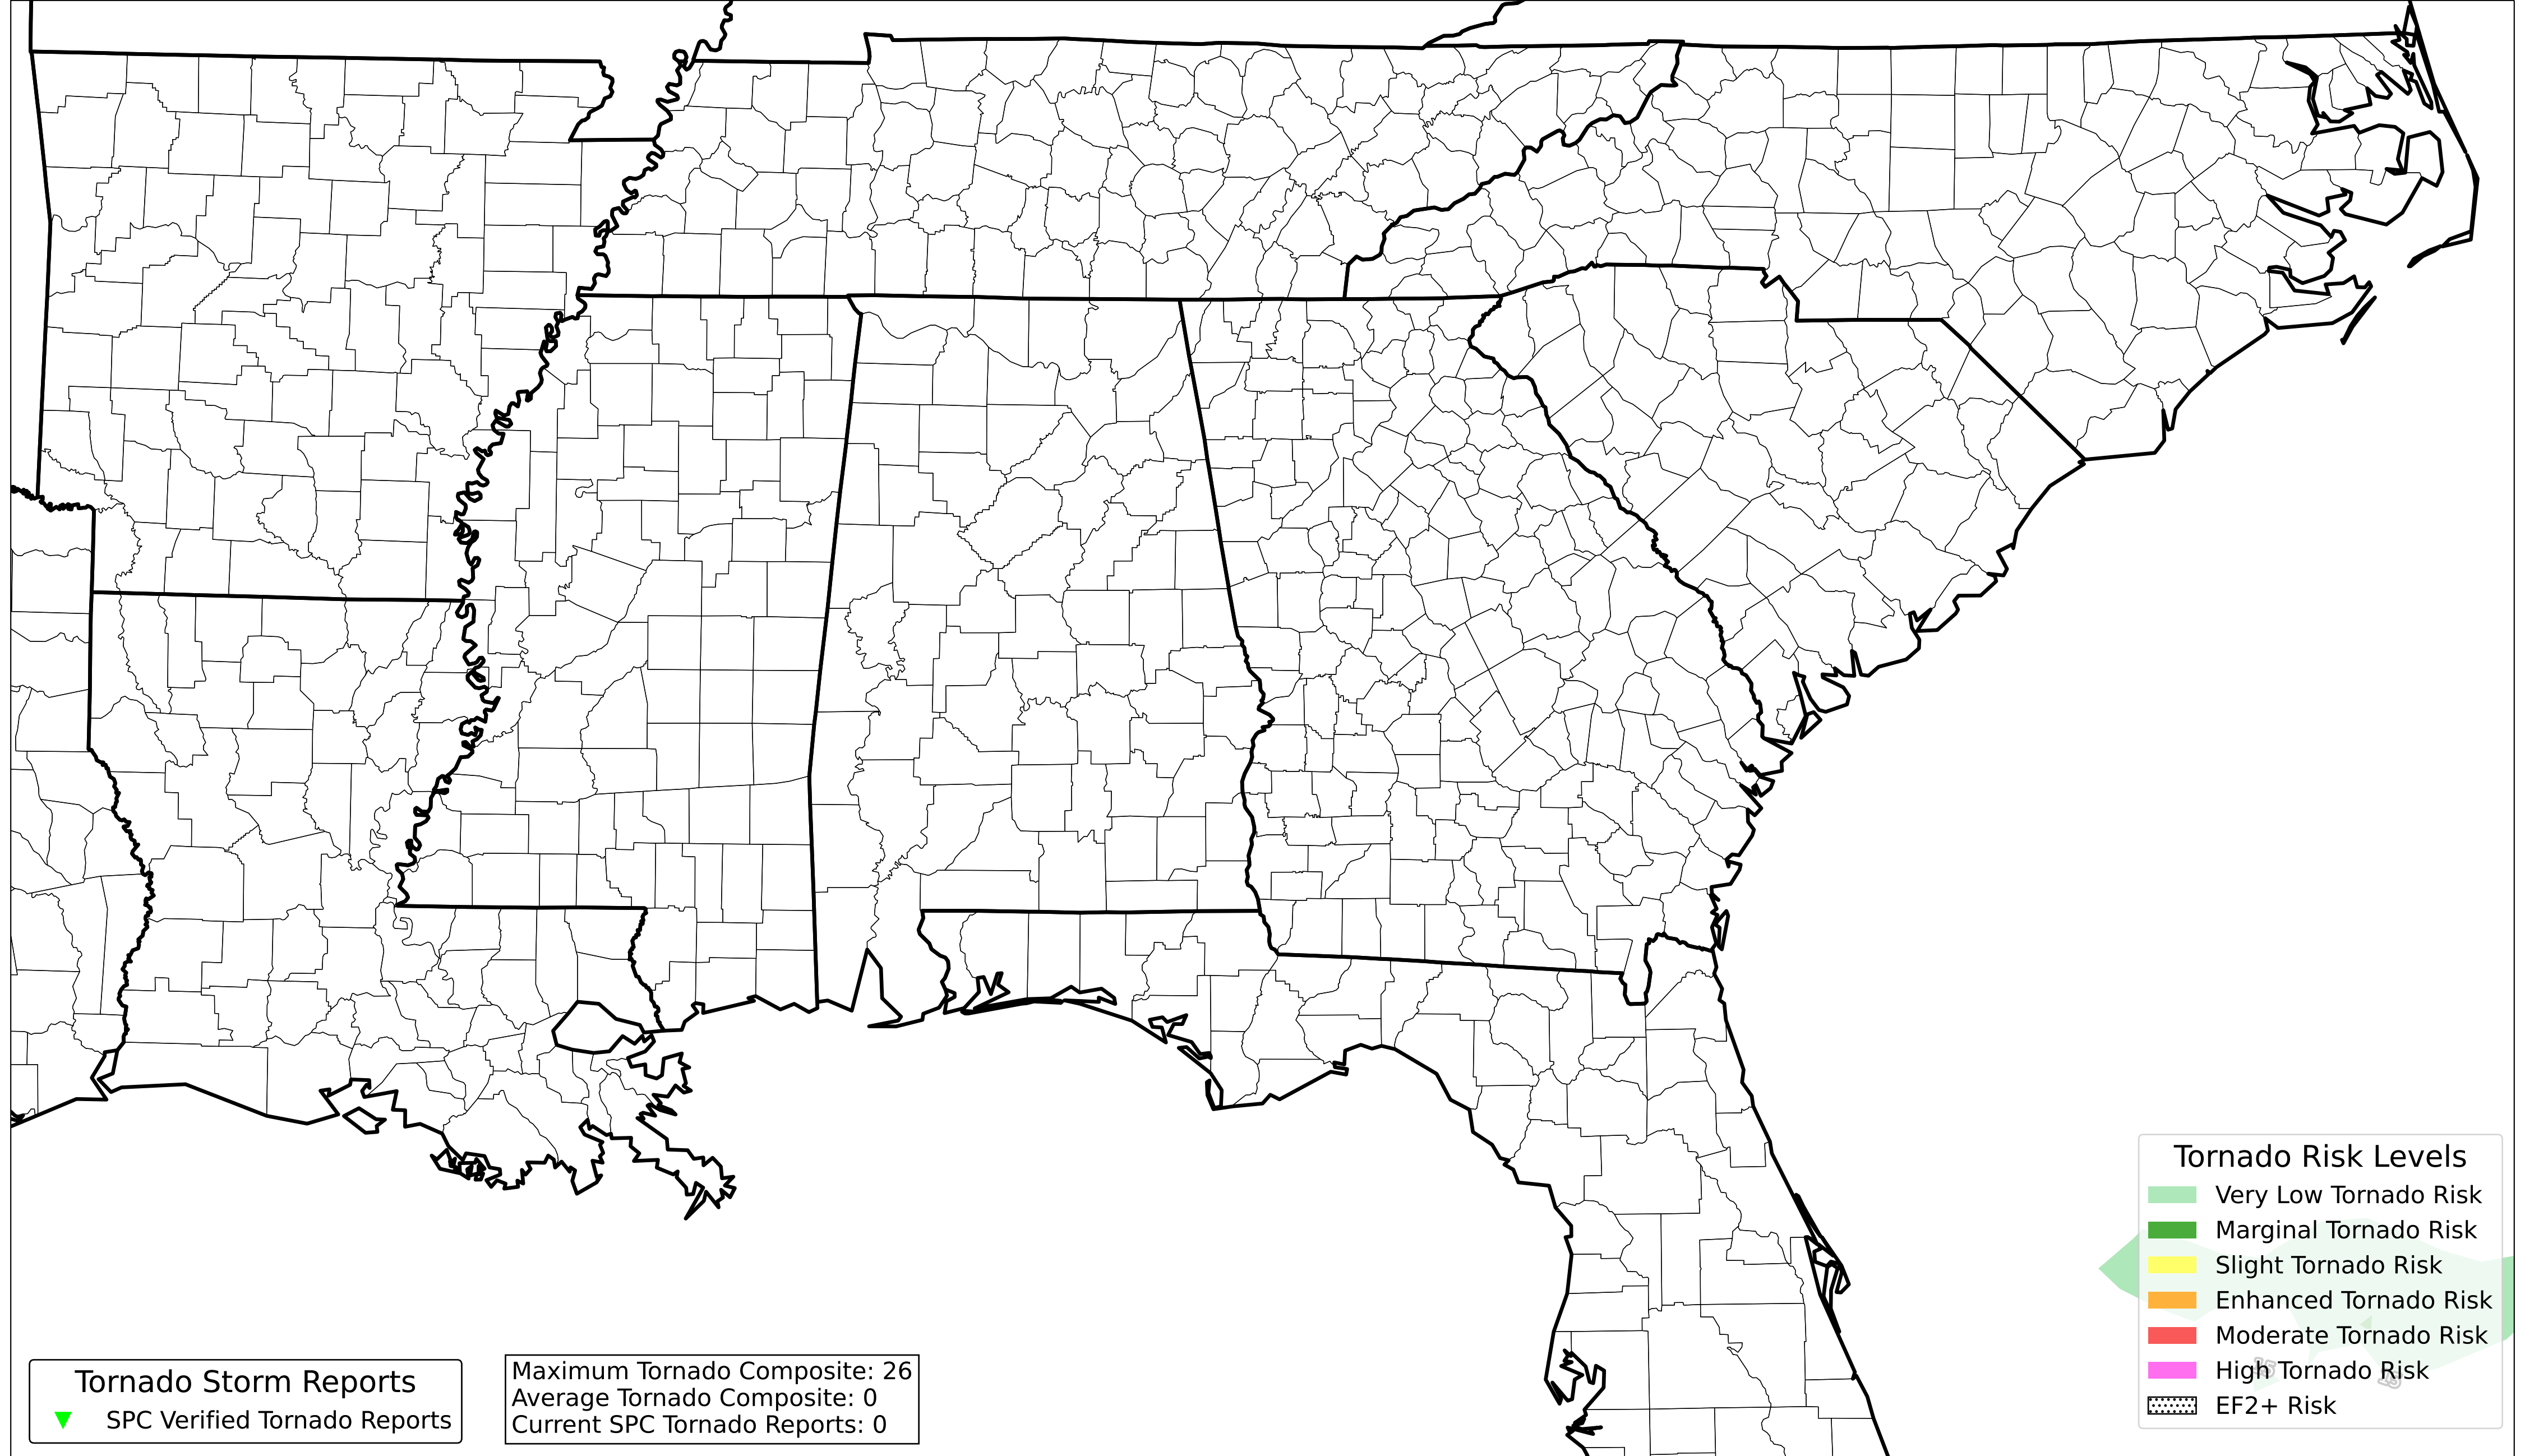 Tornado Risk Levels
Very Low Tornado Risk
Marginal Tornado Risk
Slight Tornado Risk
Enhanced Tornado Risk
Moderate Tornado Risk
High Tornado Risk
EF2+ Risk
Tornado Storm Reports
SPC Verified Tornado Reports
Maximum Tornado Composite: 26
Average Tornado Composite: 0
Current SPC Tornado Reports: 0